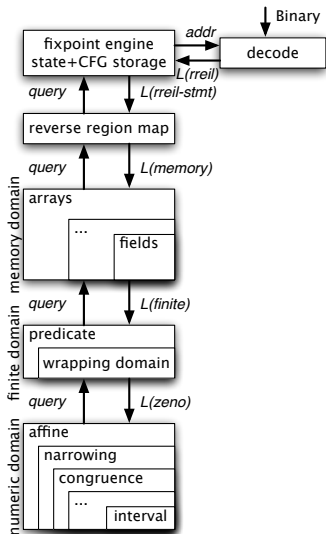 Binary
fixpoint engine
state+CFG storage
addr
decode
L(rreil)
query
L(rreil-stmt)
reverse region map
query
L(memory)
memory domain
arrays
...
fields
query
L(finite)
finite domain
predicate
wrapping domain
query
L(zeno)
numeric domain
affine
narrowing
congruence
...
interval